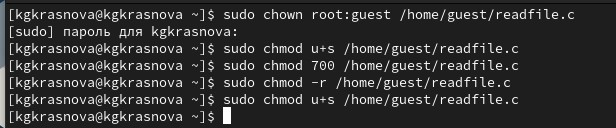 [kgkrasnova@kgkrasnova ~]$ sudo chown root:guest /home/guest/readfile.c
[sudo] пароль для kgkrasnova:
[kgkrasnova@kgkrasnova ~]$ sudo chmod u+s /home/guest/readfile.c
[kgkrasnova@kgkrasnova ~]$ sudo chmod 700 /home/guest/readfile.c
[kgkrasnova@kgkrasnova ~]$ sudo chmod -r /home/guest/readfile.c
[kgkrasnova@kgkrasnova ~]$ sudo chmod u+s /home/guest/readfile.c
[kgkrasnova@kgkrasnova ~]$